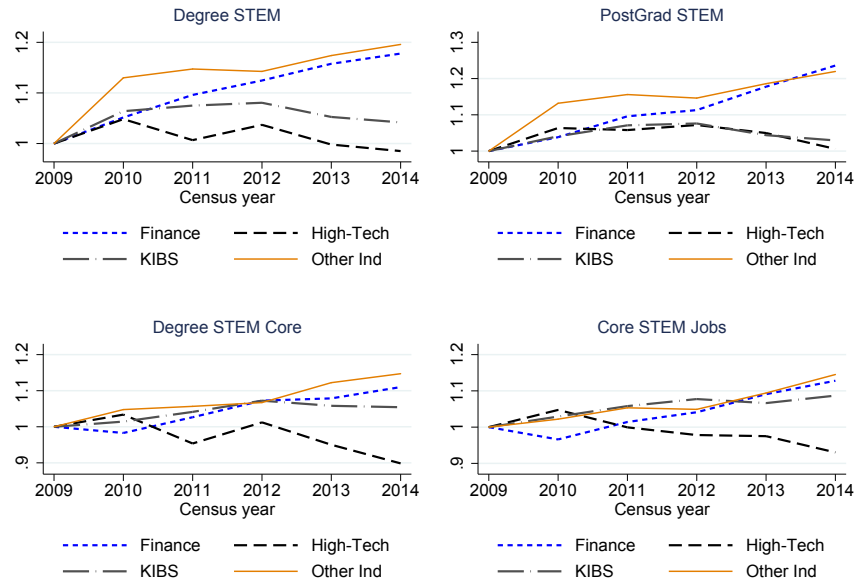 Degree STEM
1.2
1.1
1
2009 2010 2011 2012 2013 2014
Census year
Finance High-Tech
KIBS Other Ind
PostGrad STEM
1.3
1.2
1.1
1
2009 2010 2011 2012 2013 2014
Census year
Finance High-Tech
KIBS Other Ind
Degree STEM Core
1.2
1.1
1
.9
2009 2010 2011 2012 2013 2014
Census year
Finance High-Tech
KIBS Other Ind
Core STEM Jobs
1.2
1.1
1
.9
2009 2010 2011 2012 2013 2014
Census year
Finance High-Tech
KIBS Other Ind